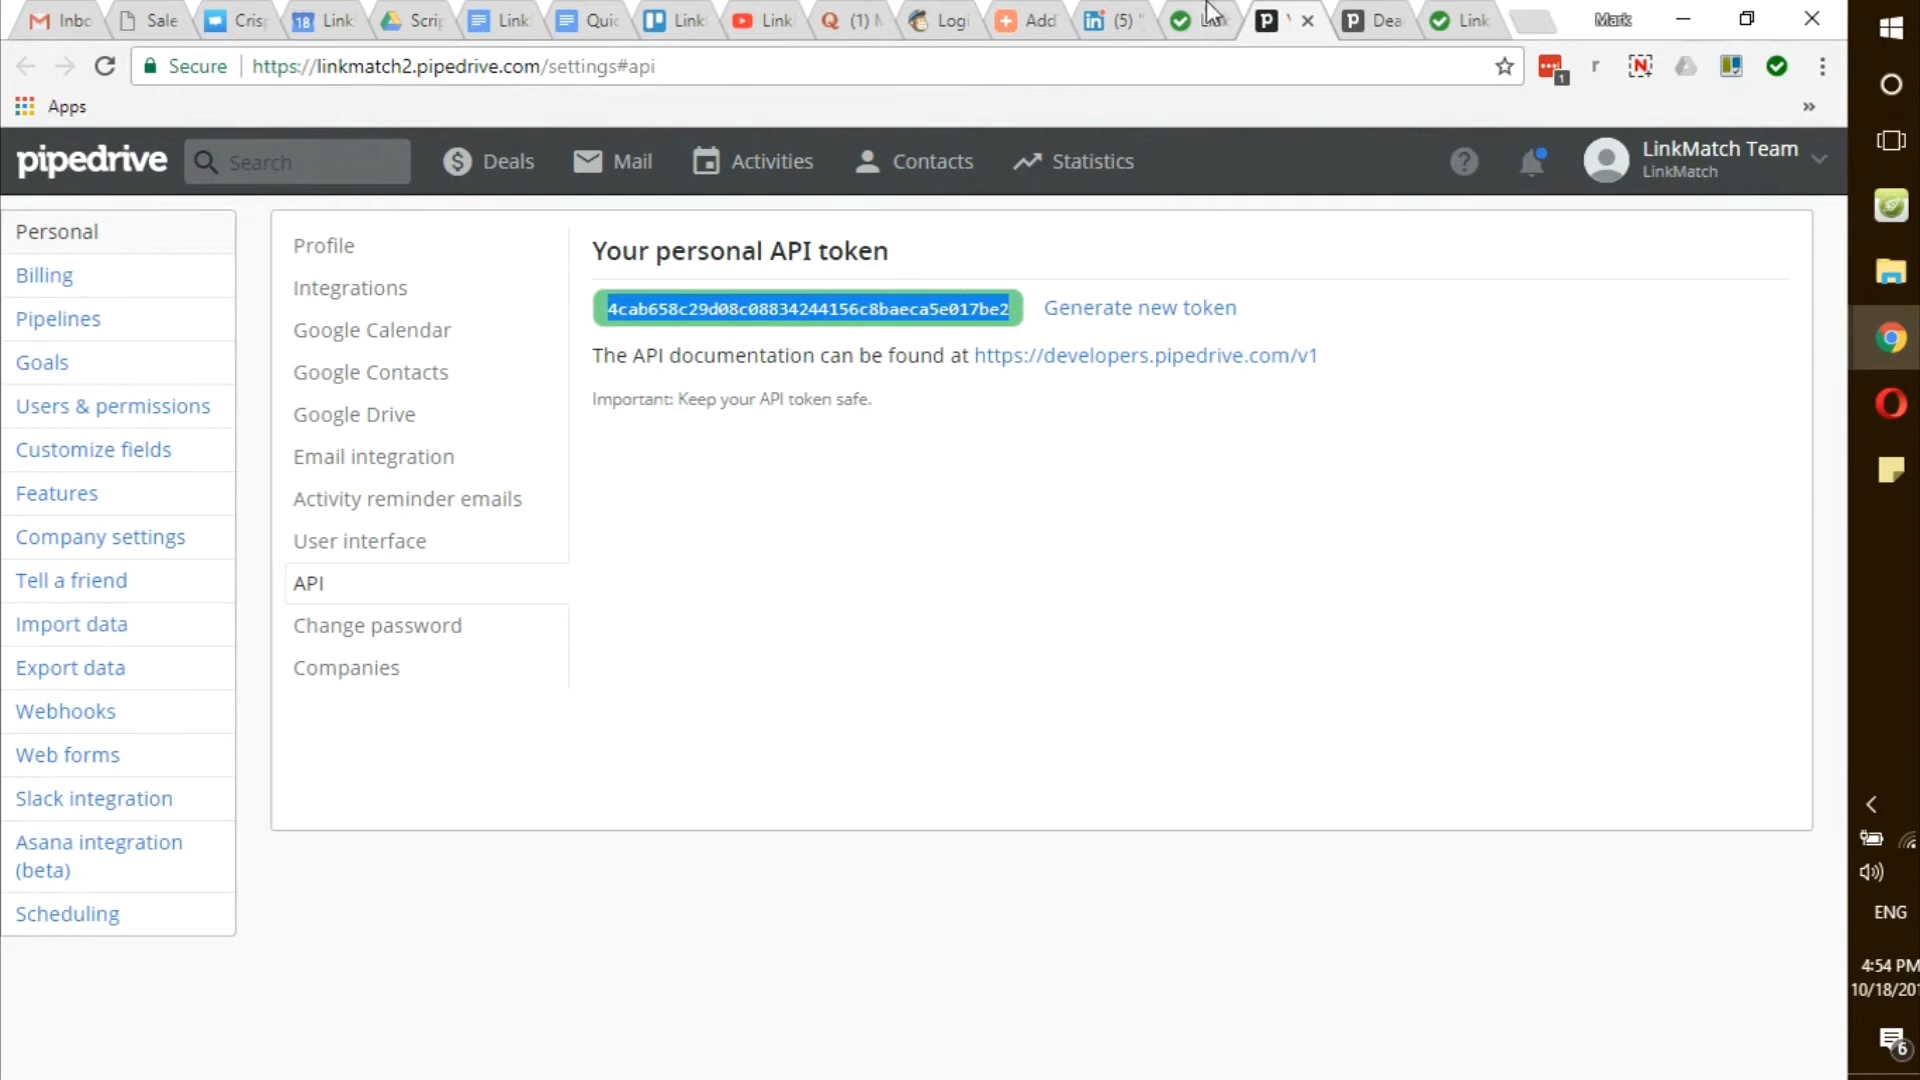 Inbo
Sale
Cris
18 Link
Scri
Link
Quic
Link
Link
Q (1)
Logi
Add
in (5)
Dea
Link
Mark
Secure https://linkmatch2.pipedrive.com/settings#api
1
r
Apps
»
pipedrive
Search
Deals
Mail
Activities
Contacts
Statistics
LinkMatch Team
LinkMatch
Personal
Billing
Pipelines
Goals
Users & permissions
Customize fields
Features
Company settings
Tell a friend
Import data
Export data
Webhooks
Web forms
Slack integration
Asana integration
(beta)
Scheduling
Profile
Integrations
Google Calendar
Google Contacts
Google Drive
Email integration
Activity reminder emails
User interface
API
Change password
Companies
Your personal API token
4cab658c29d08c08834244156c8baeca5e017be2
Generate new token
The API documentation can be found at https://developers.pipedrive.com/v1
Important: Keep your API token safe.
ENG
4:54 PM
10/18/201
6